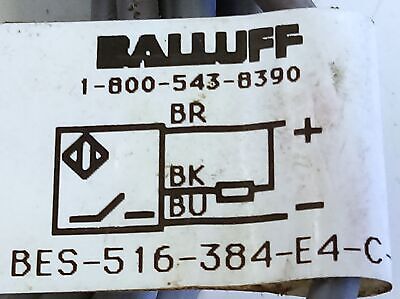 BALLUFF
1-800-543-8390
BR
+
BK
BU
-
BES-516-384-E4-C-